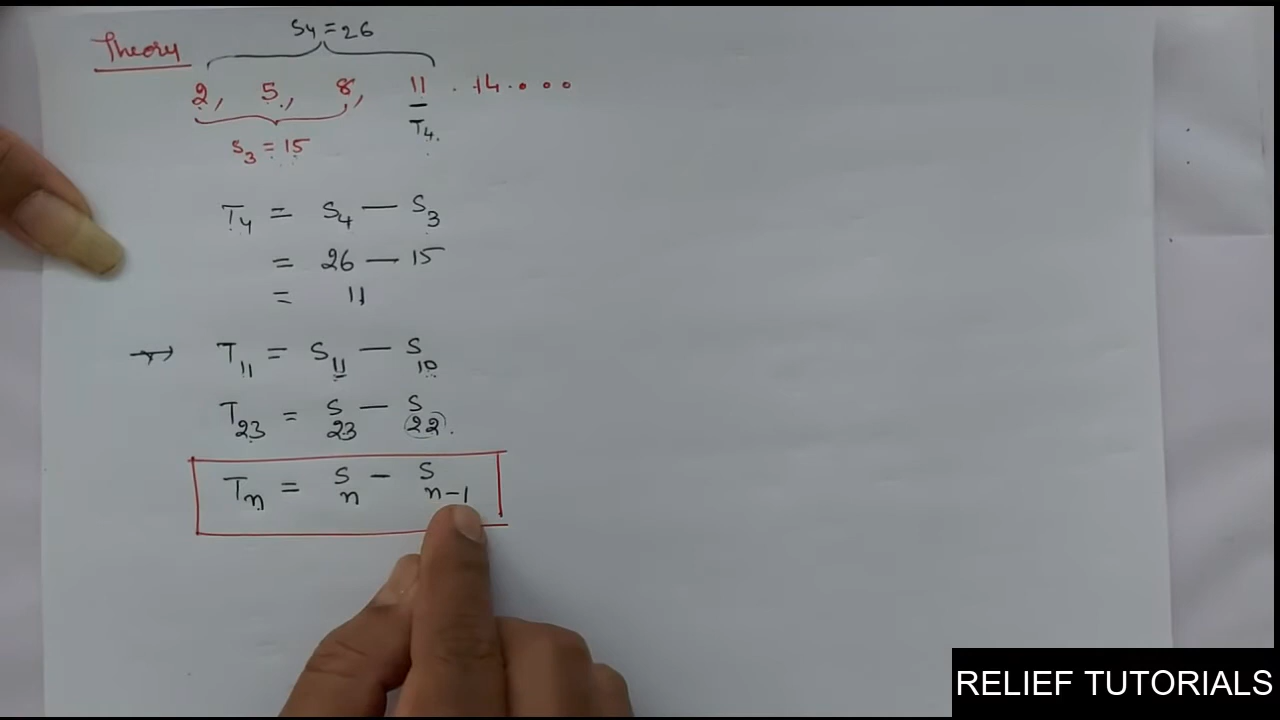 S₄ = 26
Theory
2, 5, 8, 11 . 14 . . . .
S₃ = 15
T₄.
T₄ = S₄ — S₃
= 26 — 15
= 11
T₁₁ = S₁₁ — S₁₀
T₂₃ = S₂₃ — S₂₂.
Tₙ = Sₙ — Sₙ₋₁
RELIEF TUTORIALS